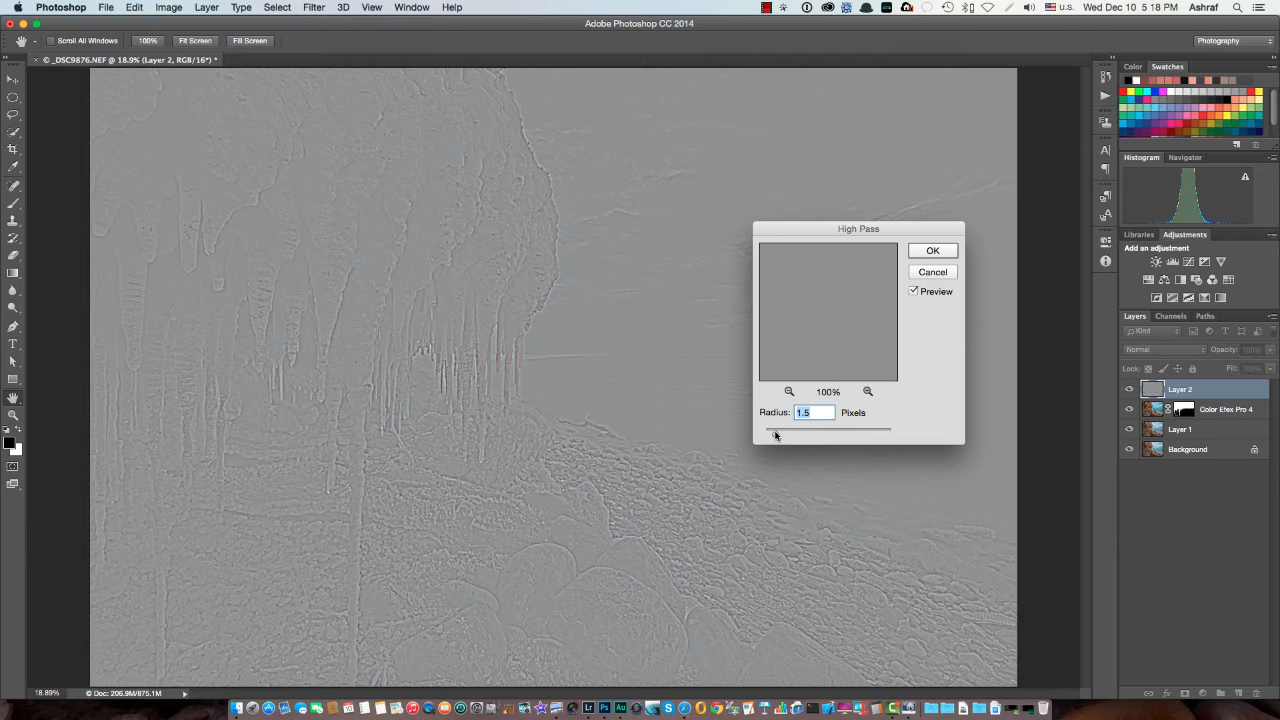 Photoshop File Edit Image Layer Type Select Filter 3D View Window Help U.S. Wed Dec 10 5:18 PM Ashraf
Adobe Photoshop CC 2014
Scroll All Windows 100% Fit Screen Fill Screen Photography
× © _DSC9876.NEF @ 18.9% (Layer 2, RGB/16*) *
Color Swatches
Histogram Navigator
High Pass
OK
Cancel
Preview
100%
Radius: 1.5 Pixels
Libraries Adjustments
Add an adjustment
Layers Channels Paths
Kind
Normal Opacity: 100%
Lock: Fill: 100%
Layer 2
Color Efex Pro 4
Layer 1
Background
18.89% © Doc: 206.9M/875.1M